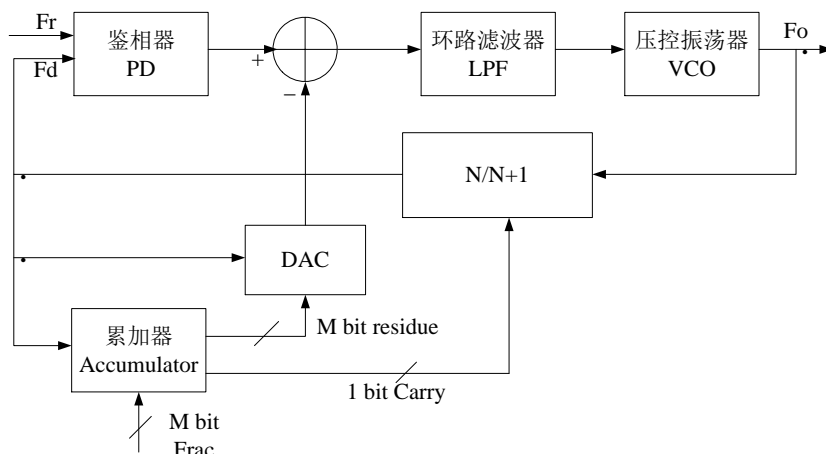 Fr
鉴相器
PD
Fd
+
−
环路滤波器
LPF
压控振荡器
VCO
Fo
N/N+1
DAC
M bit residue
累加器
Accumulator
1 bit Carry
M bit
Frac